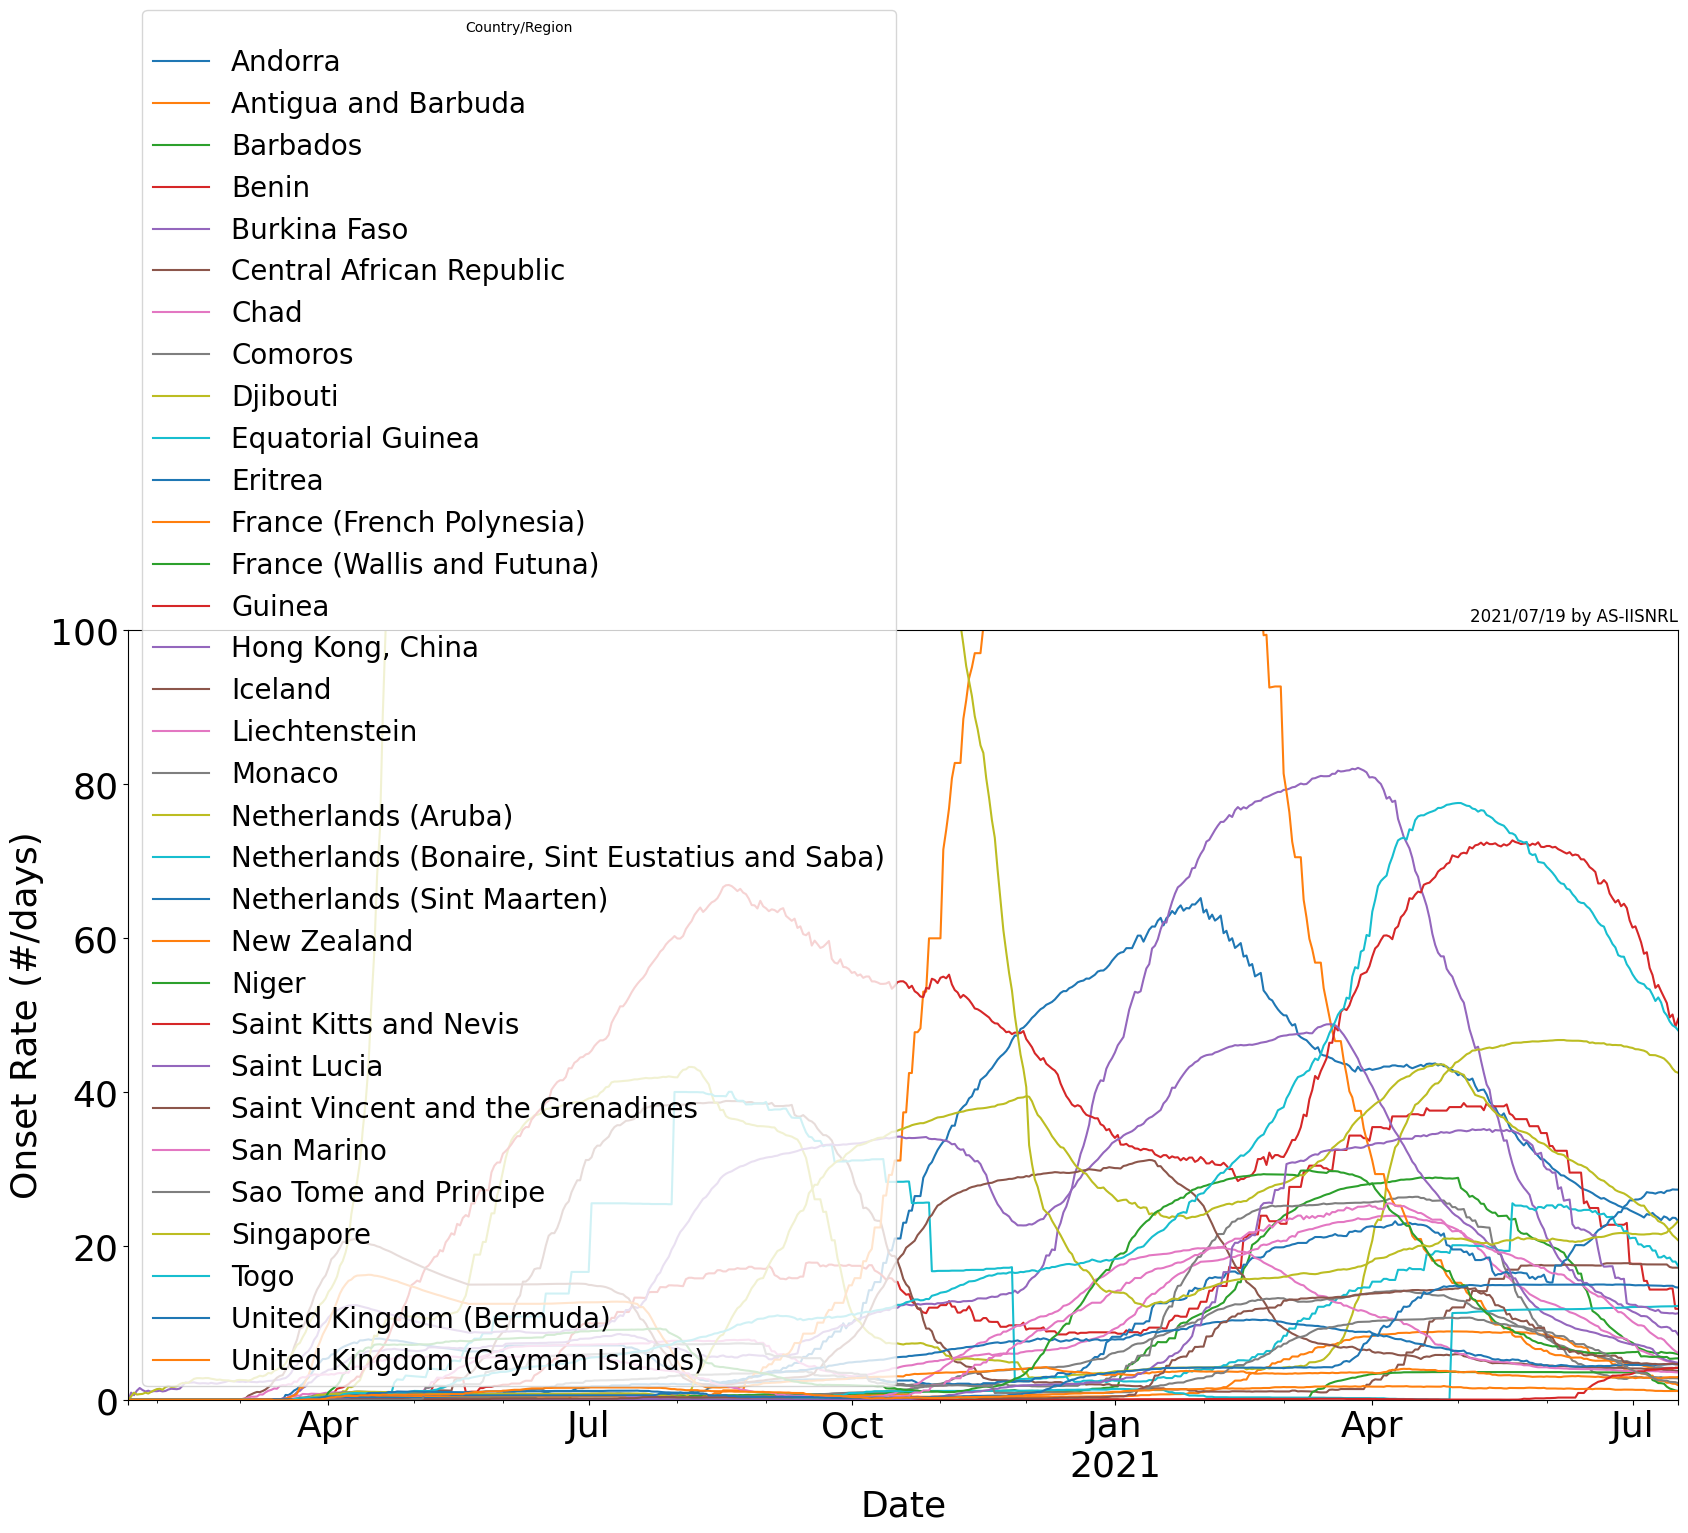 Country/Region
Andorra
Antigua and Barbuda
Barbados
Benin
Burkina Faso
Central African Republic
Chad
Comoros
Djibouti
Equatorial Guinea
Eritrea
France (French Polynesia)
France (Wallis and Futuna)
Guinea
Hong Kong, China
Iceland
Liechtenstein
Monaco
Netherlands (Aruba)
Netherlands (Bonaire, Sint Eustatius and Saba)
Netherlands (Sint Maarten)
New Zealand
Niger
Saint Kitts and Nevis
Saint Lucia
Saint Vincent and the Grenadines
San Marino
Sao Tome and Principe
Singapore
Togo
United Kingdom (Bermuda)
United Kingdom (Cayman Islands)
2021/07/19 by AS-IISNRL
100
80
60
40
20
0
Onset Rate (#/days)
Apr Jul Oct Jan Apr Jul
2021
Date